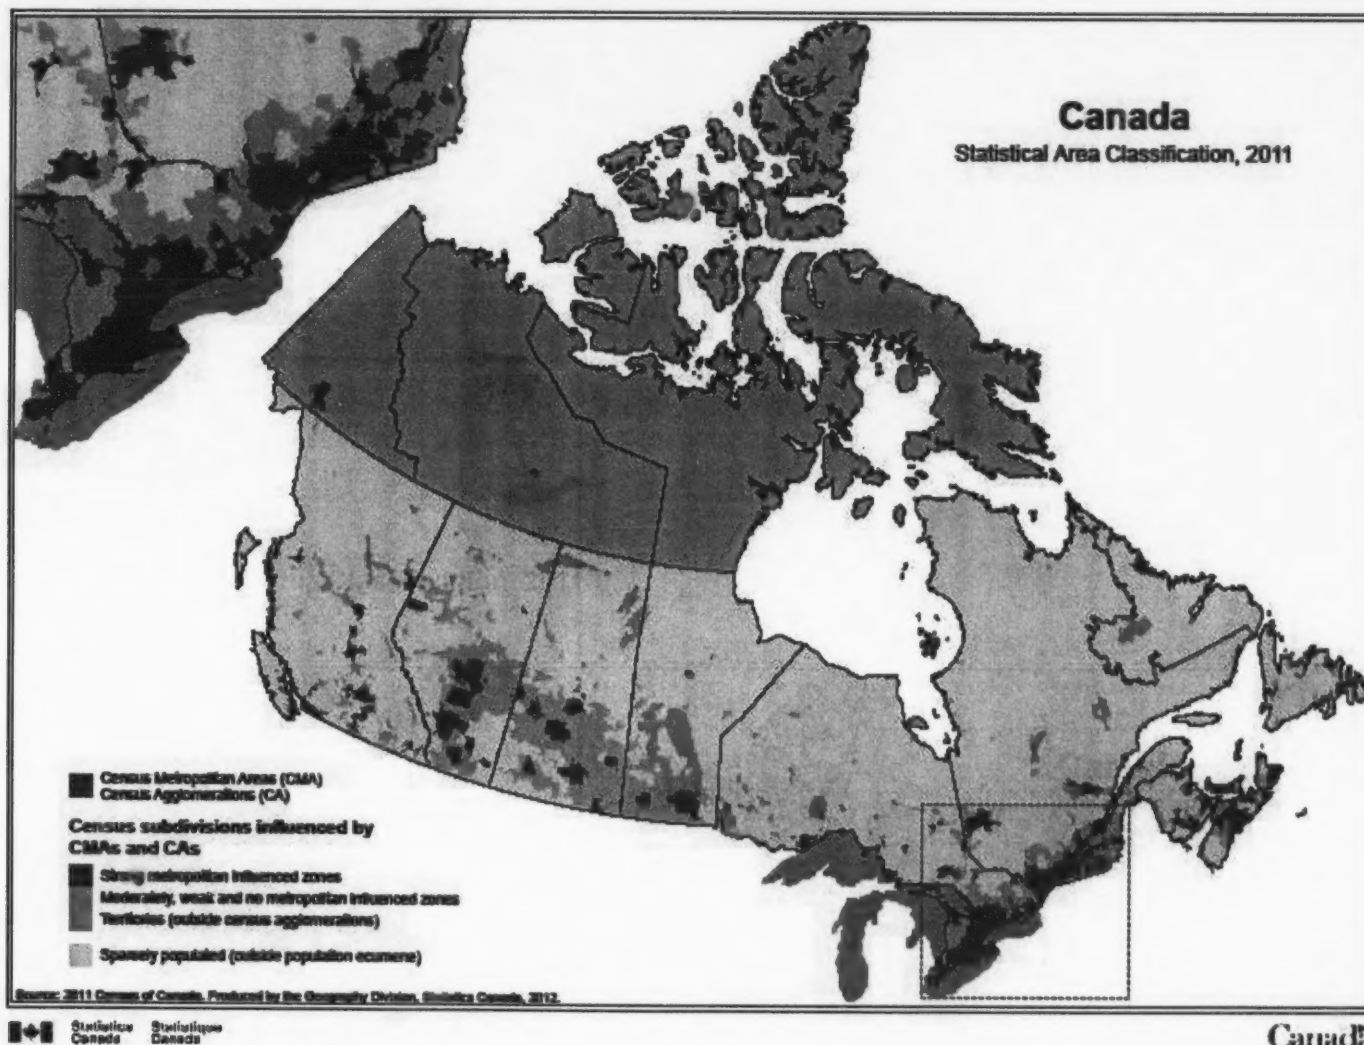 Canada
Statistical Area Classification, 2011
Census Metropolitan Areas (CMA)
Census Agglomerations (CA)
Census subdivisions influenced by
CMAs and CAs
Strong metropolitan influenced zones
Moderately, weak and no metropolitan influenced zones
Territories (outside census agglomerations)
Sparsely populated (outside population ecumene)
Source: 2011 Census of Canada. Produced by the Geography Division, Statistics Canada, 2012.
Statistics Statistique
Canada Canada
Canad